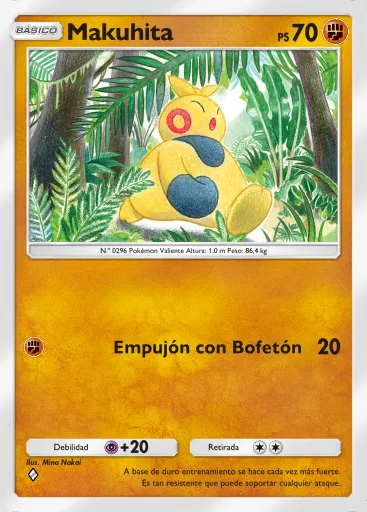 BÁSICO Makuhita PS 70
N.º 0296 Pokémon Valiente Altura: 1,0 m Peso: 86,4 kg
Empujón con Bofetón 20
Debilidad +20 Retirada
Ilus. Mina Nakai
A base de duro entrenamiento se hace cada vez más fuerte.
Es tan resistente que puede soportar cualquier ataque.